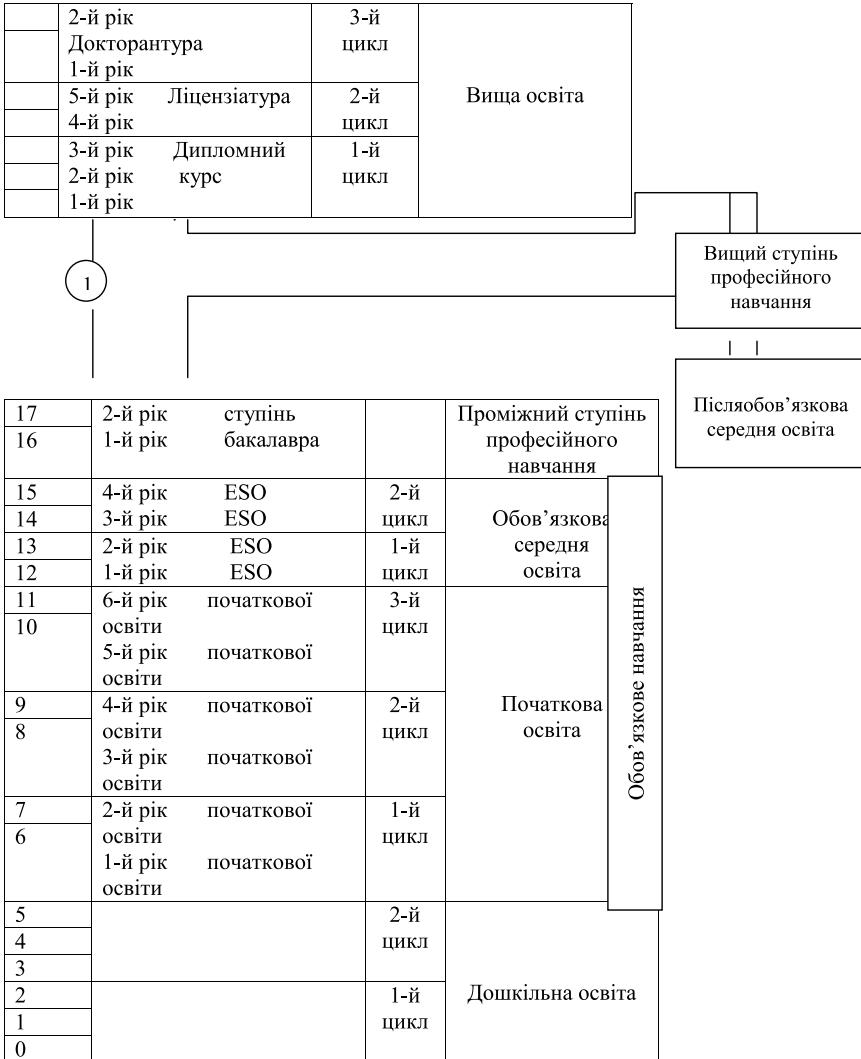 2-й рік 3-й
Докторантура цикл
1-й рік
5-й рік Ліцензіатура 2-й Вища освіта
4-й рік цикл
3-й рік Дипломний 1-й
2-й рік курс цикл
1-й рік
Вищий ступінь
професійного
навчання
1
Післяобов’язкова
середня освіта
17 2-й рік ступінь Проміжний ступінь
16 1-й рік бакалавра професійного
навчання
15 4-й рік ESO 2-й
14 3-й рік ESO цикл Обов’язкова
13 2-й рік ESO 1-й середня
12 1-й рік ESO цикл освіта
11 6-й рік початкової 3-й
10 освіти цикл
5-й рік початкової
освіти
9 4-й рік початкової 2-й Початкова
8 освіти цикл освіта
3-й рік початкової
освіти
7 2-й рік початкової 1-й
6 освіти цикл
1-й рік початкової
освіти
Обов’язкове навчання
5 2-й
4 цикл
3
2 1-й Дошкільна освіта
1 цикл
0